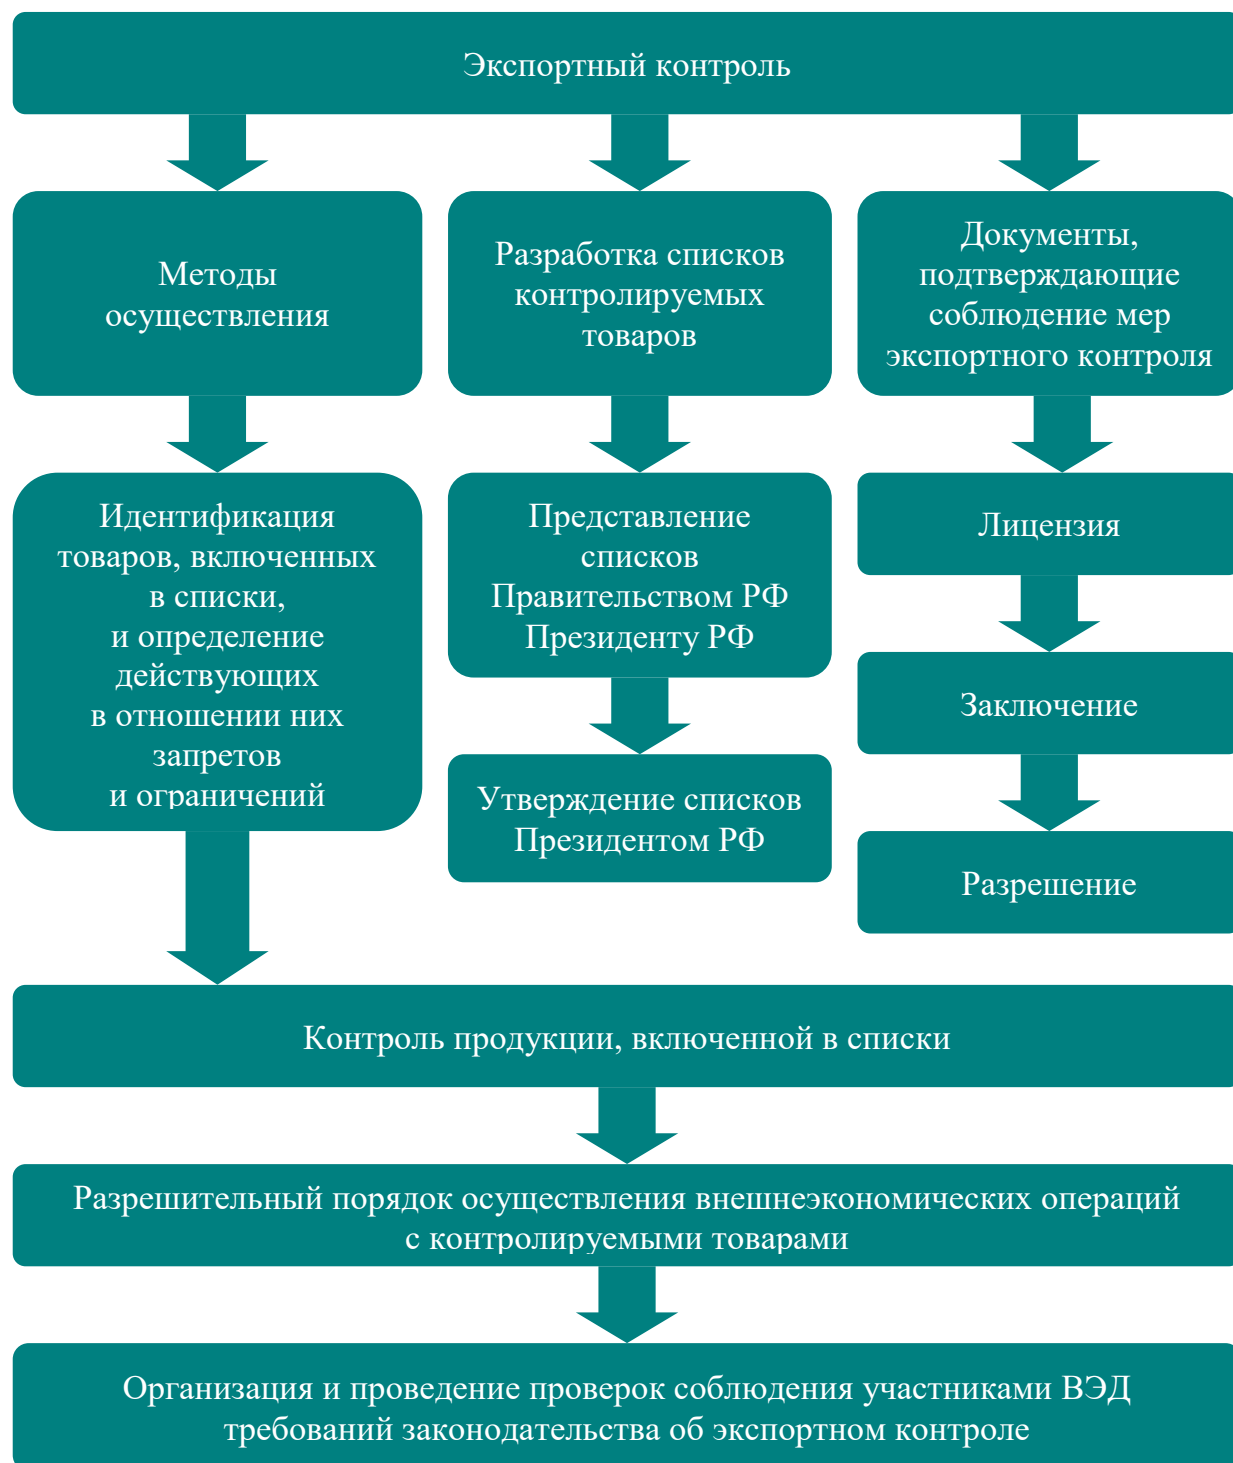 Экспортный контроль
Методы
осуществления
Разработка списков
контролируемых
товаров
Документы,
подтверждающие
соблюдение мер
экспортного контроля
Идентификация
товаров, включенных
в списки,
и определение
действующих
в отношении них
запретов
и ограничений
Представление
списков
Правительством РФ
Президенту РФ
Утверждение списков
Президентом РФ
Лицензия
Заключение
Разрешение
Контроль продукции, включенной в списки
Разрешительный порядок осуществления внешнеэкономических операций
с контролируемыми товарами
Организация и проведение проверок соблюдения участниками ВЭД
требований законодательства об экспортном контроле